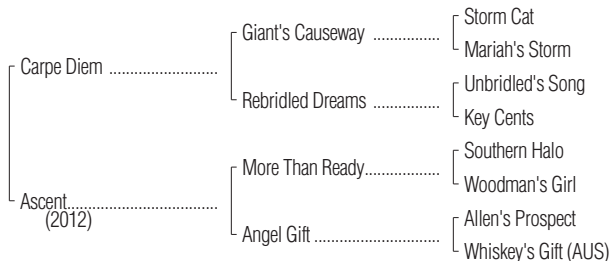 Storm Cat
Giant's Causeway ................
Mariah's Storm
Carpe Diem ..........................
Unbridled's Song
Rebridled Dreams ................
Key Cents
Southern Halo
More Than Ready..................
Woodman's Girl
Ascent.....................................
(2012)
Allen's Prospect
Angel Gift ..............................
Whiskey's Gift (AUS)